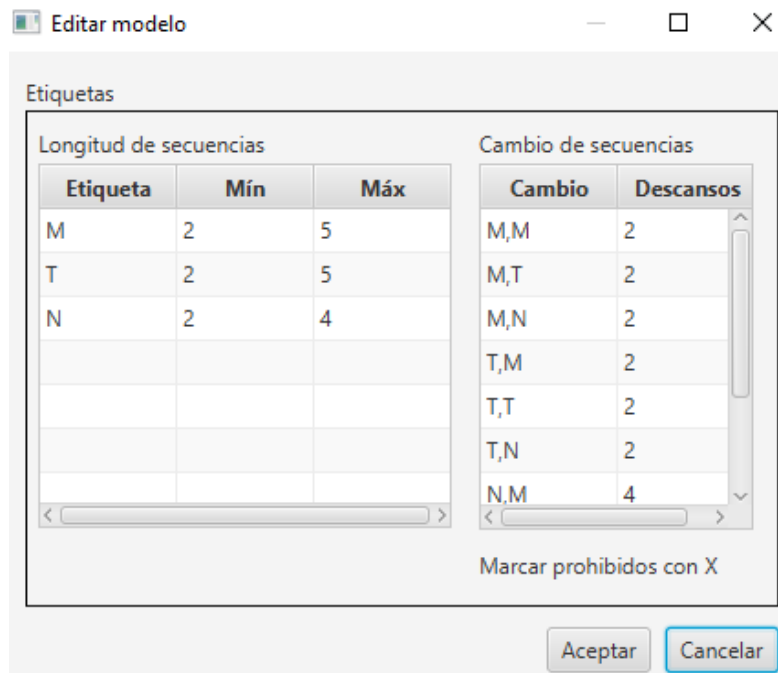 Editar modelo
Etiquetas
Longitud de secuencias
Etiqueta Mín Máx
M 2 5
T 2 5
N 2 4
Cambio de secuencias
Cambio Descansos
M,M 2
M,T 2
M,N 2
T,M 2
T,T 2
T,N 2
N,M 4
Marcar prohibidos con X
Aceptar Cancelar